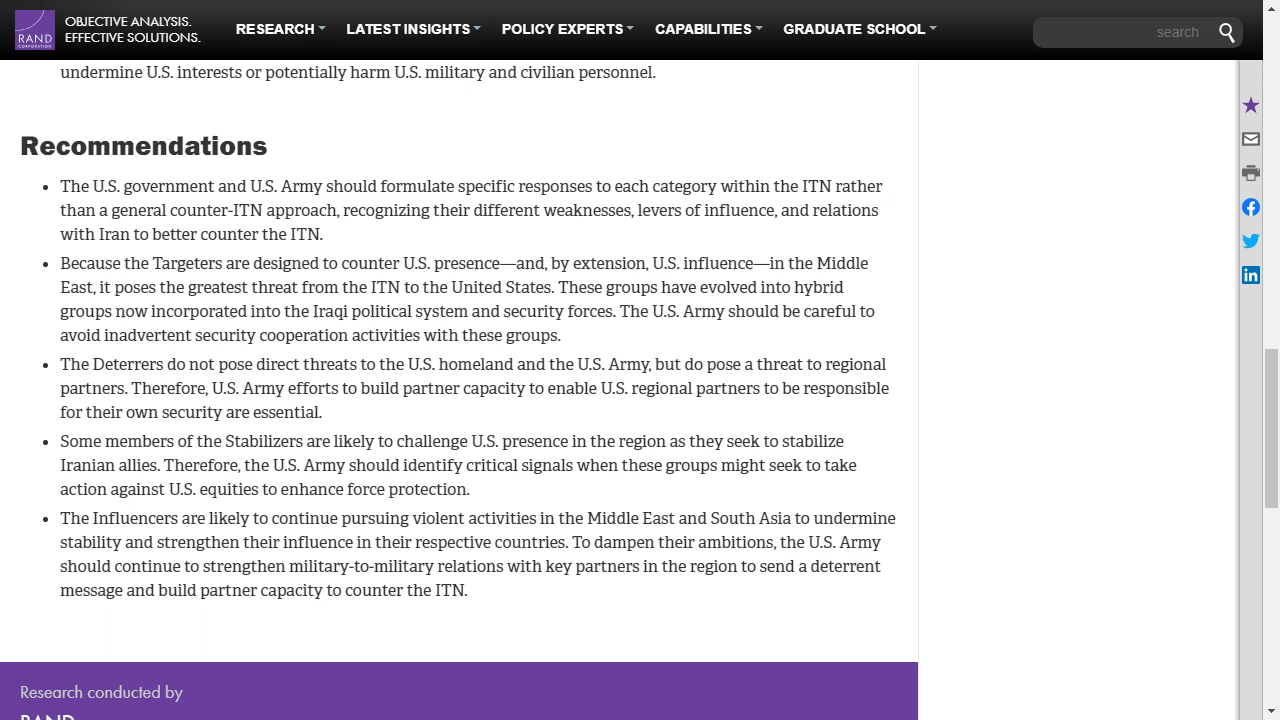 RAND
CORPORATION
OBJECTIVE ANALYSIS.
EFFECTIVE SOLUTIONS.
RESEARCH
LATEST INSIGHTS
POLICY EXPERTS
CAPABILITIES
GRADUATE SCHOOL
search
undermine U.S. interests or potentially harm U.S. military and civilian personnel.
Recommendations
• The U.S. government and U.S. Army should formulate specific responses to each category within the ITN rather
than a general counter-ITN approach, recognizing their different weaknesses, levers of influence, and relations
with Iran to better counter the ITN.
• Because the Targeters are designed to counter U.S. presence—and, by extension, U.S. influence—in the Middle
East, it poses the greatest threat from the ITN to the United States. These groups have evolved into hybrid
groups now incorporated into the Iraqi political system and security forces. The U.S. Army should be careful to
avoid inadvertent security cooperation activities with these groups.
• The Deterrers do not pose direct threats to the U.S. homeland and the U.S. Army, but do pose a threat to regional
partners. Therefore, U.S. Army efforts to build partner capacity to enable U.S. regional partners to be responsible
for their own security are essential.
• Some members of the Stabilizers are likely to challenge U.S. presence in the region as they seek to stabilize
Iranian allies. Therefore, the U.S. Army should identify critical signals when these groups might seek to take
action against U.S. equities to enhance force protection.
• The Influencers are likely to continue pursuing violent activities in the Middle East and South Asia to undermine
stability and strengthen their influence in their respective countries. To dampen their ambitions, the U.S. Army
should continue to strengthen military-to-military relations with key partners in the region to send a deterrent
message and build partner capacity to counter the ITN.
Research conducted by
RAND